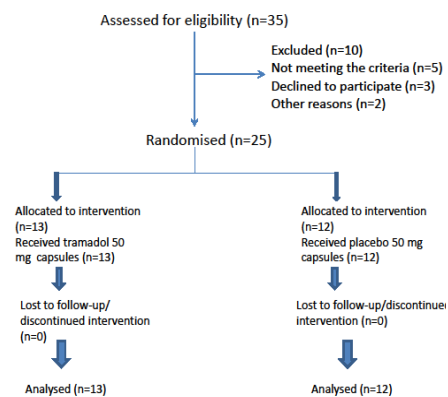 Assessed for eligibility (n=35)
Excluded (n=10)
Not meeting the criteria (n=5)
Declined to participate (n=3)
Other reasons (n=2)
Randomised (n=25)
Allocated to intervention
(n=13)
Received tramadol 50
mg capsules (n=13)
Allocated to intervention
(n=12)
Received placebo 50 mg
capsules (n=12)
Lost to follow-up/
discontinued intervention
(n=0)
Lost to follow-up/discontinued
intervention (n=0)
Analysed (n=13)
Analysed (n=12)